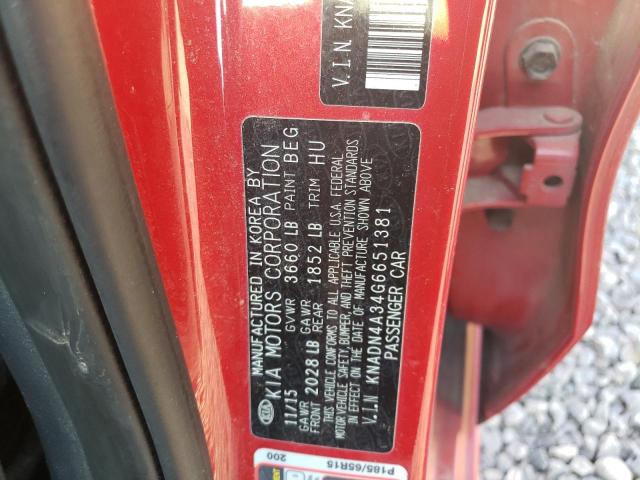 V.I.N KNA
MANUFACTURED IN KOREA BY
KIA MOTORS CORPORATION
11/15 GVWR 3660 LB PAINT BEG
GAWR FRONT 2028 LB GAWR REAR 1852 LB TRIM HU
THIS VEHICLE CONFORMS TO ALL APPLICABLE U.S.A. FEDERAL
MOTOR VEHICLE SAFETY, BUMPER, AND THEFT PREVENTION STANDARDS
IN EFFECT ON THE DATE OF MANUFACTURE SHOWN ABOVE
V.I.N KNADN4A34G6651381
PASSENGER CAR
P185/65R15
200